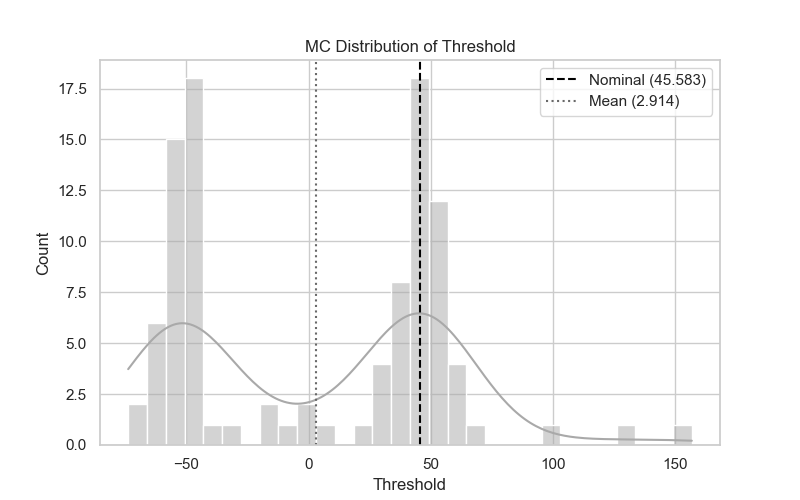 MC Distribution of Threshold
Nominal (45.583)
Mean (2.914)
Count
17.5
15.0
12.5
10.0
7.5
5.0
2.5
0.0
−50
0
50
100
150
Threshold